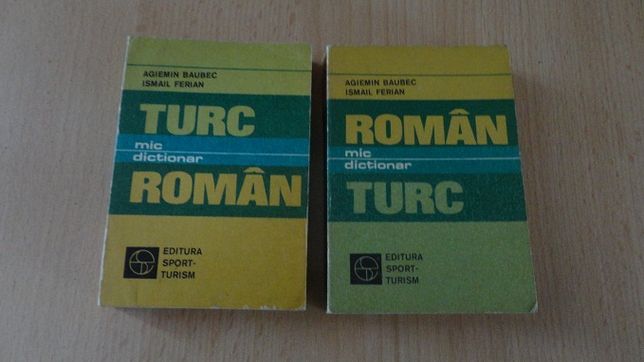 AGIEMIN BAUBEC
ISMAIL FERIAN
TURC
mic
dictionar
ROMÂN
EDITURA
SPORT-
TURISM
AGIEMIN BAUBEC
ISMAIL FERIAN
ROMÂN
mic
dictionar
TURC
EDITURA
SPORT-
TURISM